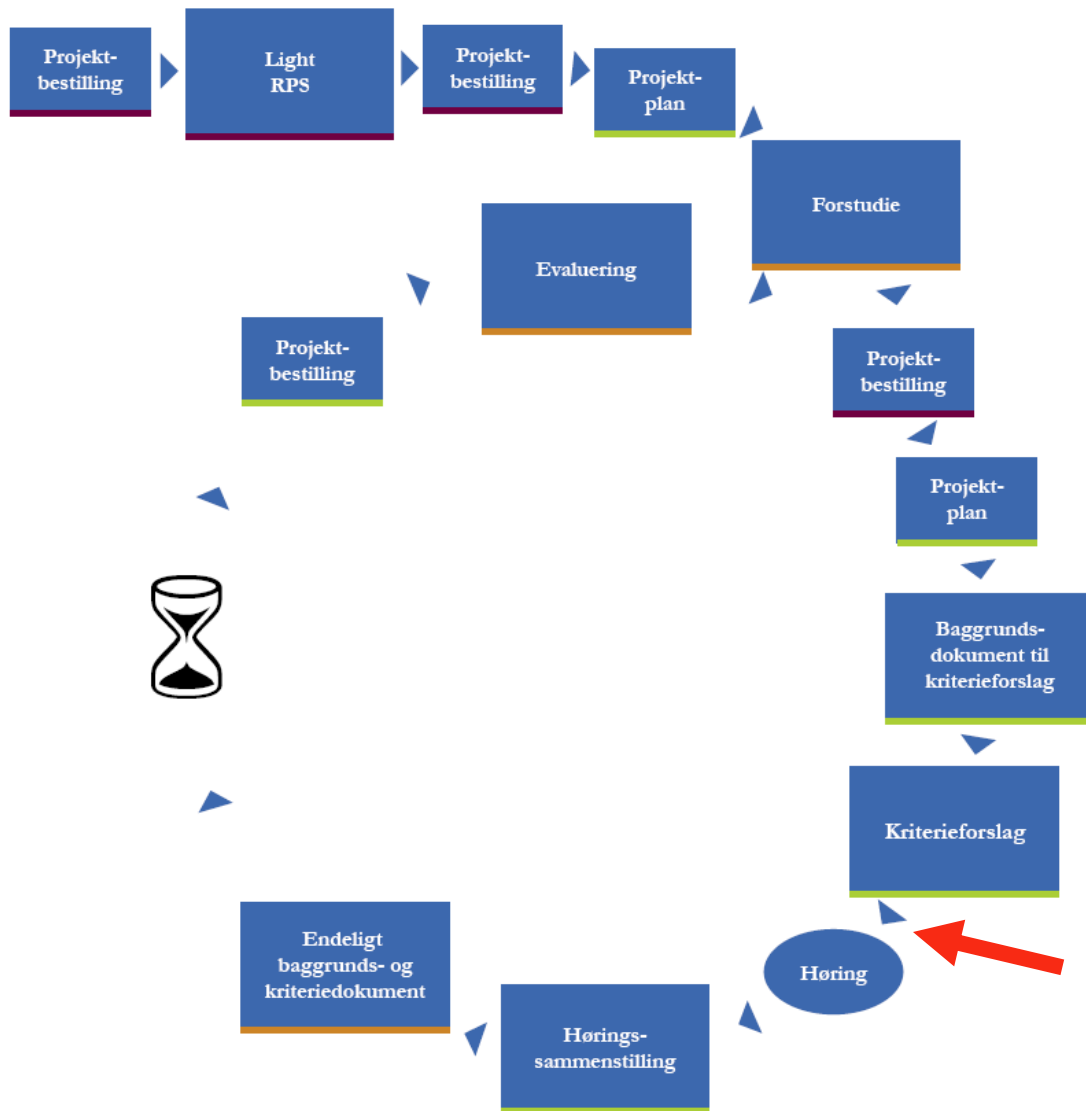 Projekt-
bestilling
Light
RPS
Projekt-
bestilling
Projekt-
plan
Forstudie
Evaluering
Projekt-
bestilling
Projekt-
bestilling
Projekt-
plan
Baggrunds-
dokument til
kriterieforslag
Kriterieforslag
Høring
Hørings-
sammenstilling
Endeligt
baggrunds- og
kriteriedokument